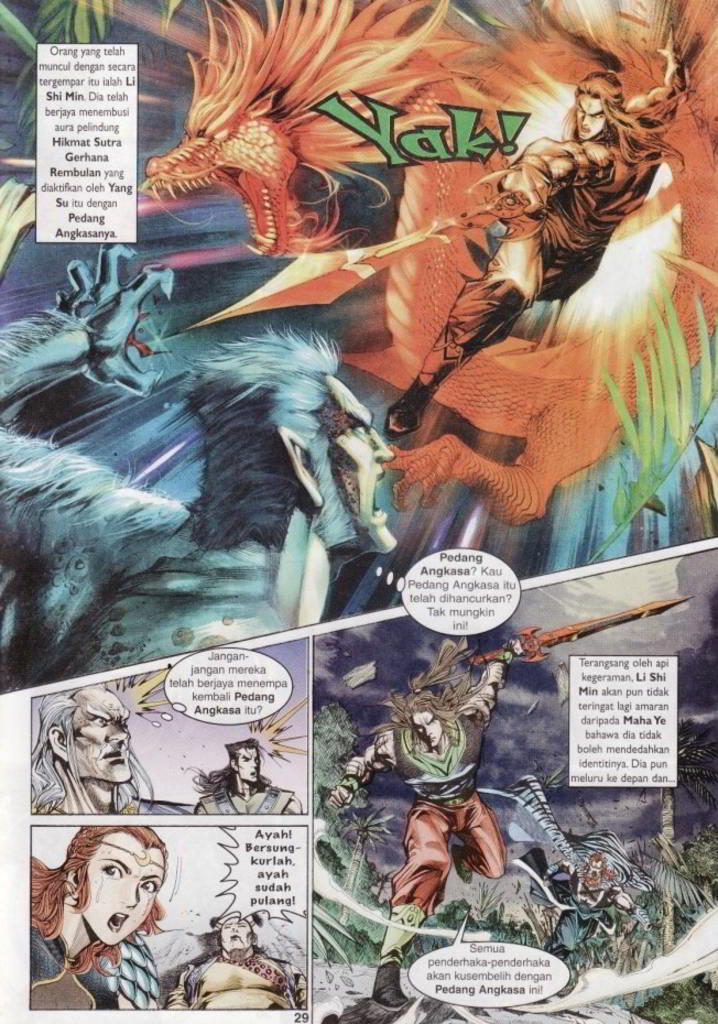 Orang yang telah
muncul dengan secara
tergempar itu ialah Li
Shi Min. Dia telah
berjaya menembusi
aura pelindung
Hikmat Sutra
Gerhana
Rembulan yang
diaktifkan oleh Yang
Su itu dengan
Pedang
Angkasanya.
Yak!
Pedang
Angkasa? Kau
Pedang Angkasa itu
telah dihancurkan?
Tak mungkin
ini!
Jangan-
jangan mereka
telah berjaya menempa
kembali Pedang
Angkasa itu?
Terangsang oleh api
kegeraman, Li Shi
Min akan pun tidak
teringat lagi amaran
daripada Maha Ye
bahawa dia tidak
boleh mendedahkan
identitinya. Dia pun
meluru ke depan dan...
Ayah!
Bersung-
kurlah,
ayah
sudah
pulang!
Semua
penderhaka-penderhaka
akan kusembelih dengan
Pedang Angkasa ini!
29